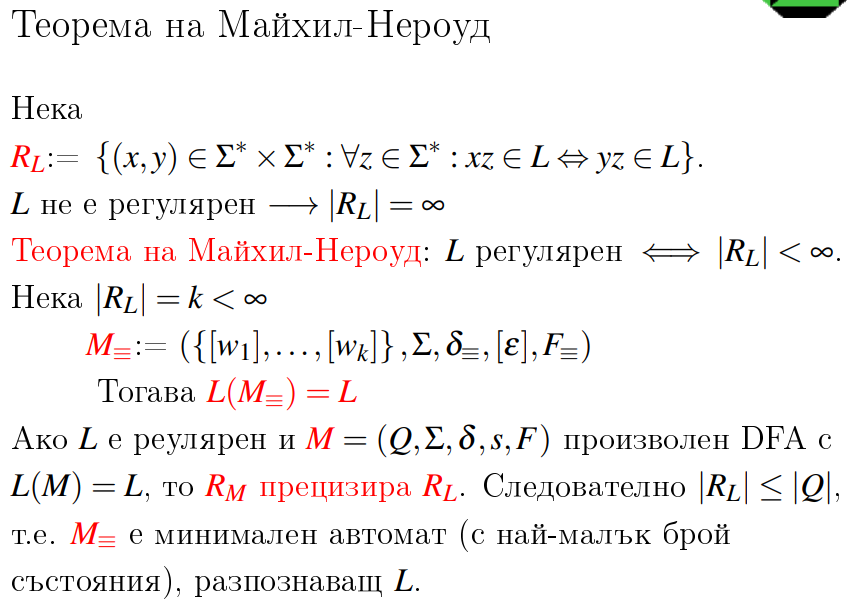 Теорема на Майхил-Нероуд
Нека
R_L:= {(x, y) ∈ Σ* × Σ* : ∀z ∈ Σ* : xz ∈ L ⇔ yz ∈ L}.
L не е регулярен ⟶ |R_L| = ∞
Теорема на Майхил-Нероуд: L регулярен ⟺ |R_L| < ∞.
Нека |R_L| = k < ∞
M_≡:= ({[w_1],...,[w_k]}, Σ, δ_≡, [ε], F_≡)
Тогава L(M_≡) = L
Ако L е реулярен и M = (Q, Σ, δ, s, F) произволен DFA с
L(M) = L, то R_M прецизира R_L. Следователно |R_L| ≤ |Q|,
т.е. M_≡ е минимален автомат (с най-малък брой
състояния), разпознаващ L.